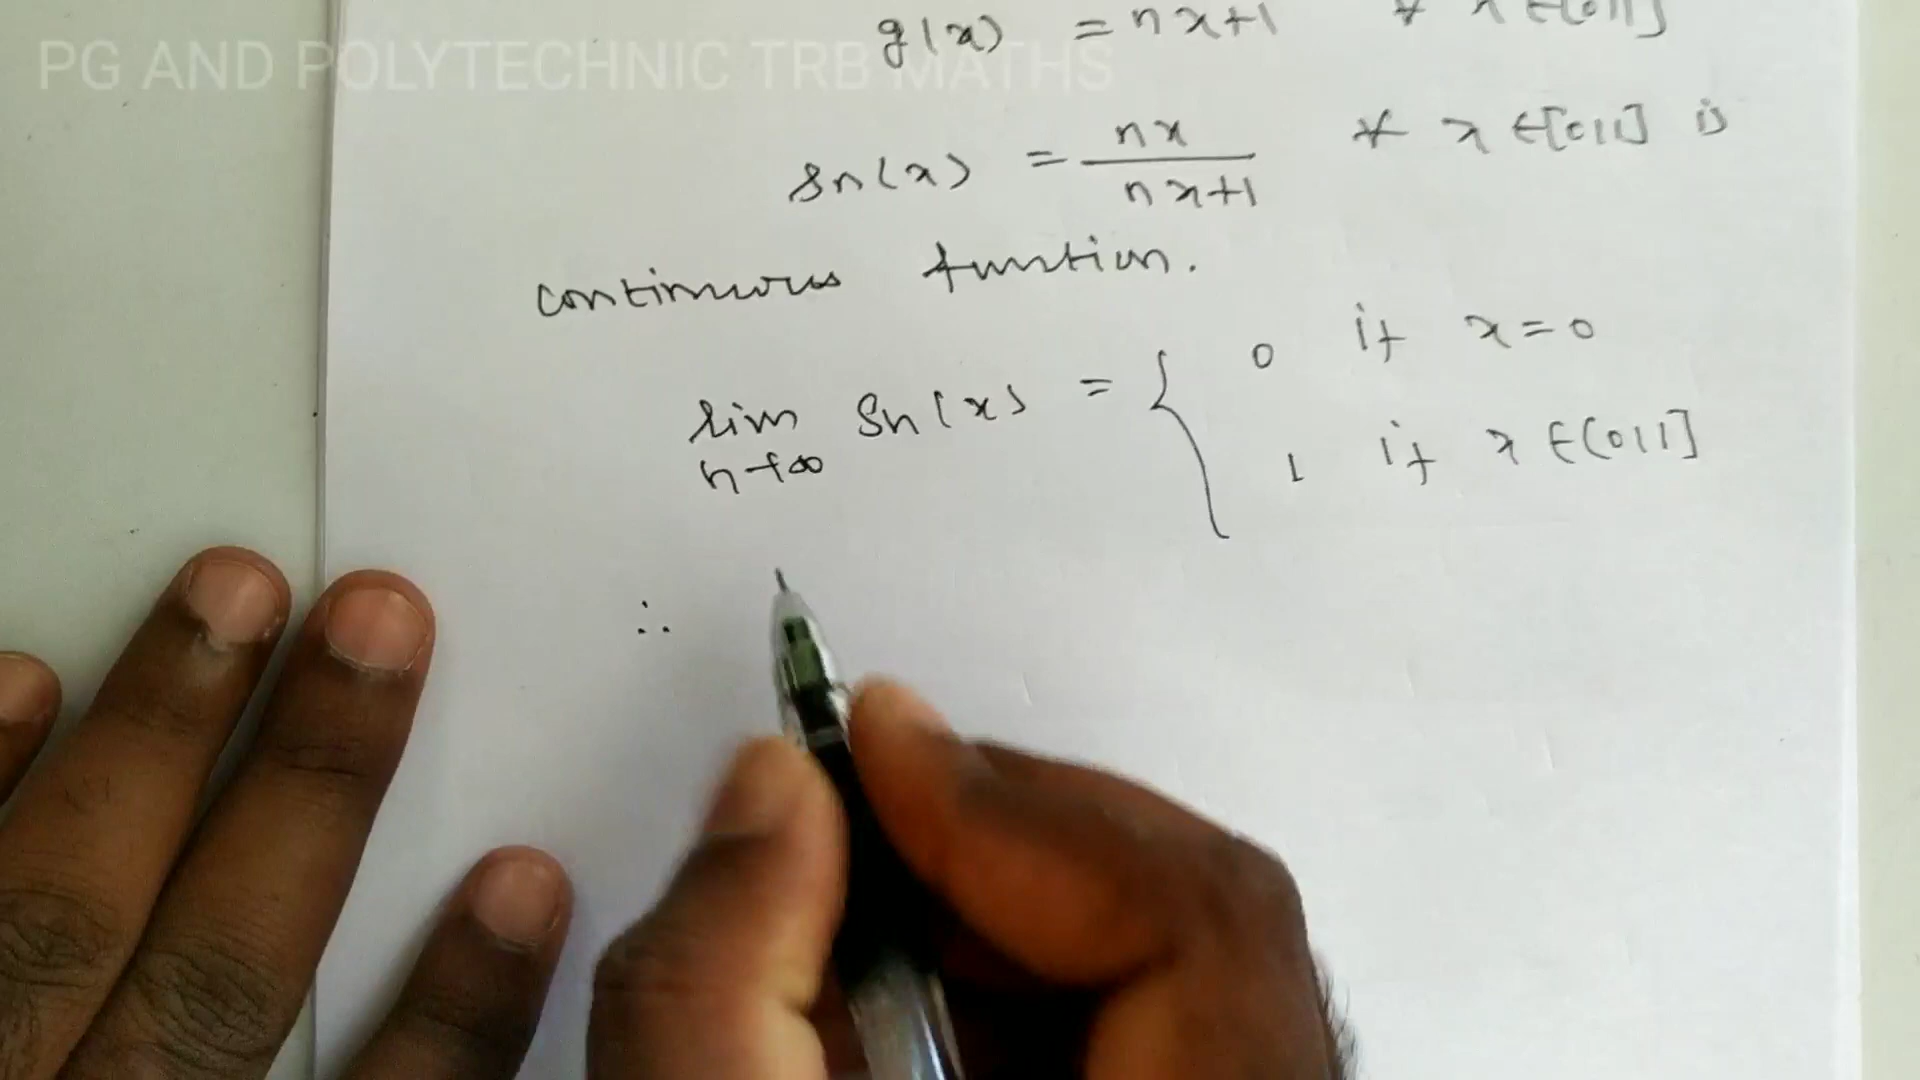 g(x) = nx+1 ∀ x ∈[0,1]
PG AND POLYTECHNIC TRB MATHS
Sn(x) = nx / nx+1 ∀ x ∈[0,1] is
continuous function.
lim n→∞ Sn(x) = { 0 if x=0
1 if x ∈(0,1]
∴